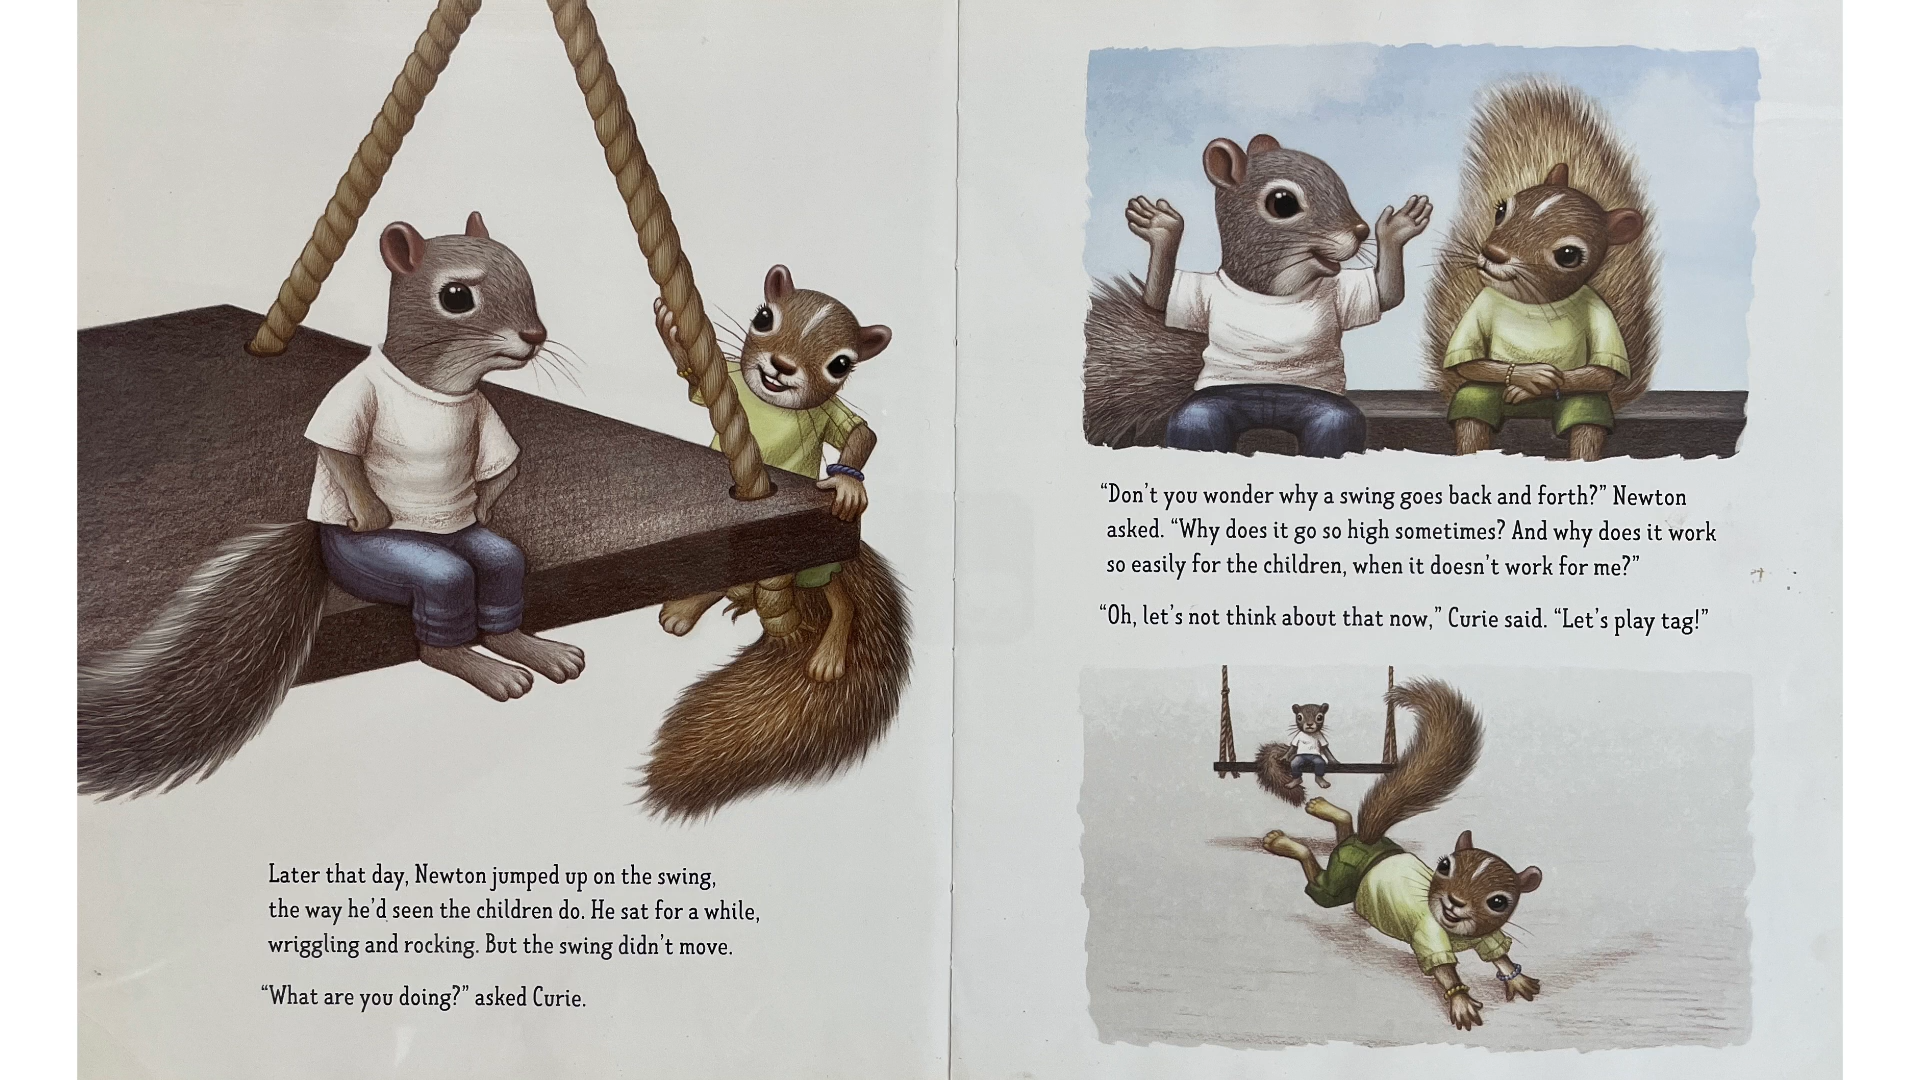 Later that day, Newton jumped up on the swing,
the way he’d seen the children do. He sat for a while,
wriggling and rocking. But the swing didn’t move.
“What are you doing?” asked Curie.
“Don’t you wonder why a swing goes back and forth?” Newton
asked. “Why does it go so high sometimes? And why does it work
so easily for the children, when it doesn’t work for me?”
“Oh, let’s not think about that now,” Curie said. “Let’s play tag!”